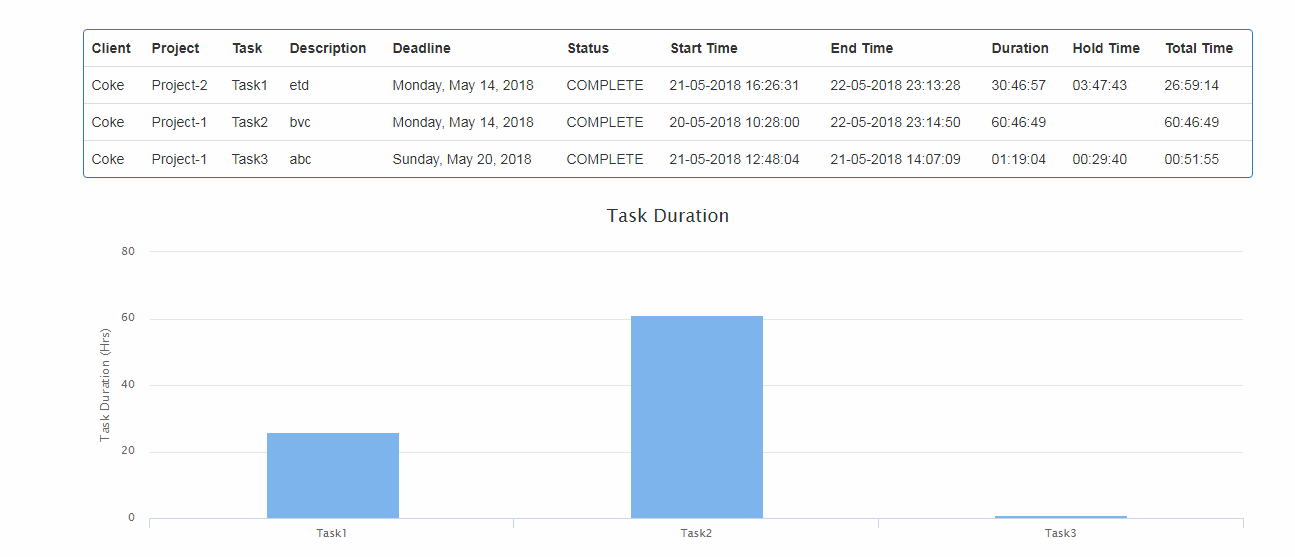 Client Project Task Description Deadline Status Start Time End Time Duration Hold Time Total Time
Coke Project-2 Task1 etd Monday, May 14, 2018 COMPLETE 21-05-2018 16:26:31 22-05-2018 23:13:28 30:46:57 03:47:43 26:59:14
Coke Project-1 Task2 bvc Monday, May 14, 2018 COMPLETE 20-05-2018 10:28:00 22-05-2018 23:14:50 60:46:49 60:46:49
Coke Project-1 Task3 abc Sunday, May 20, 2018 COMPLETE 21-05-2018 12:48:04 21-05-2018 14:07:09 01:19:04 00:29:40 00:51:55
Task Duration
Task Duration (Hrs)
80
60
40
20
0
Task1 Task2 Task3